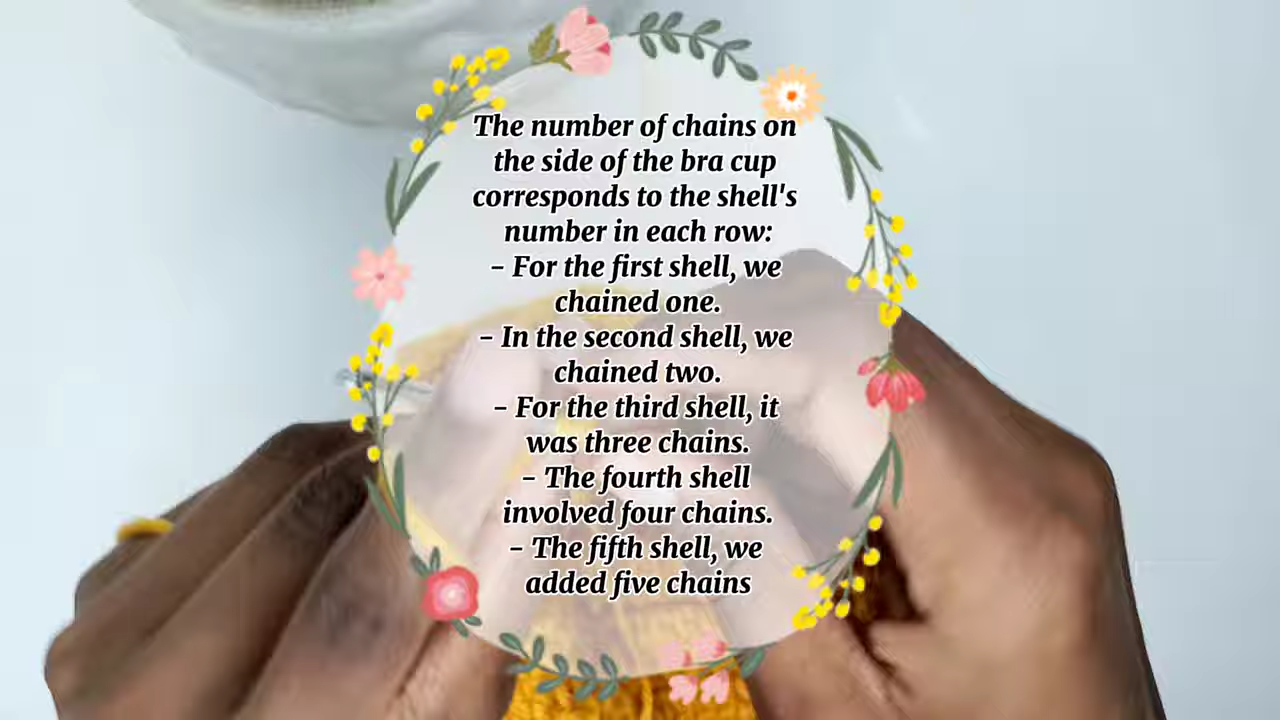 The number of chains on
the side of the bra cup
corresponds to the shell's
number in each row:
- For the first shell, we
chained one.
- In the second shell, we
chained two.
- For the third shell, it
was three chains.
- The fourth shell
involved four chains.
- The fifth shell, we
added five chains